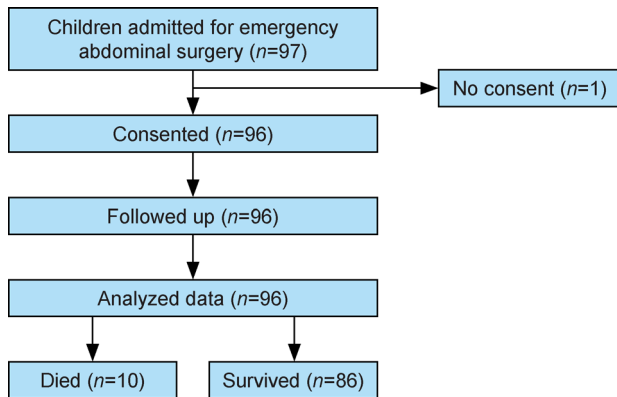 Children admitted for emergency
abdominal surgery (n=97)
No consent (n=1)
Consented (n=96)
Followed up (n=96)
Analyzed data (n=96)
Died (n=10)
Survived (n=86)